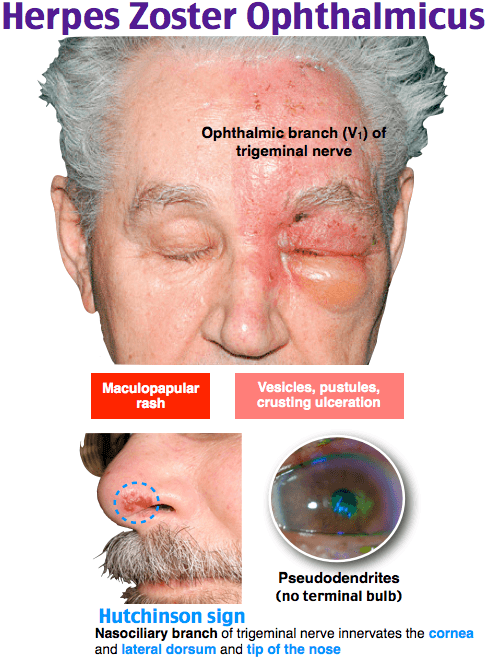 Herpes Zoster Ophthalmicus
Ophthalmic branch (V₁) of
trigeminal nerve
Maculopapular
rash
Vesicles, pustules,
crusting ulceration
Pseudodendrites
(no terminal bulb)
Hutchinson sign
Nasociliary branch of trigeminal nerve innervates the cornea
and lateral dorsum and tip of the nose